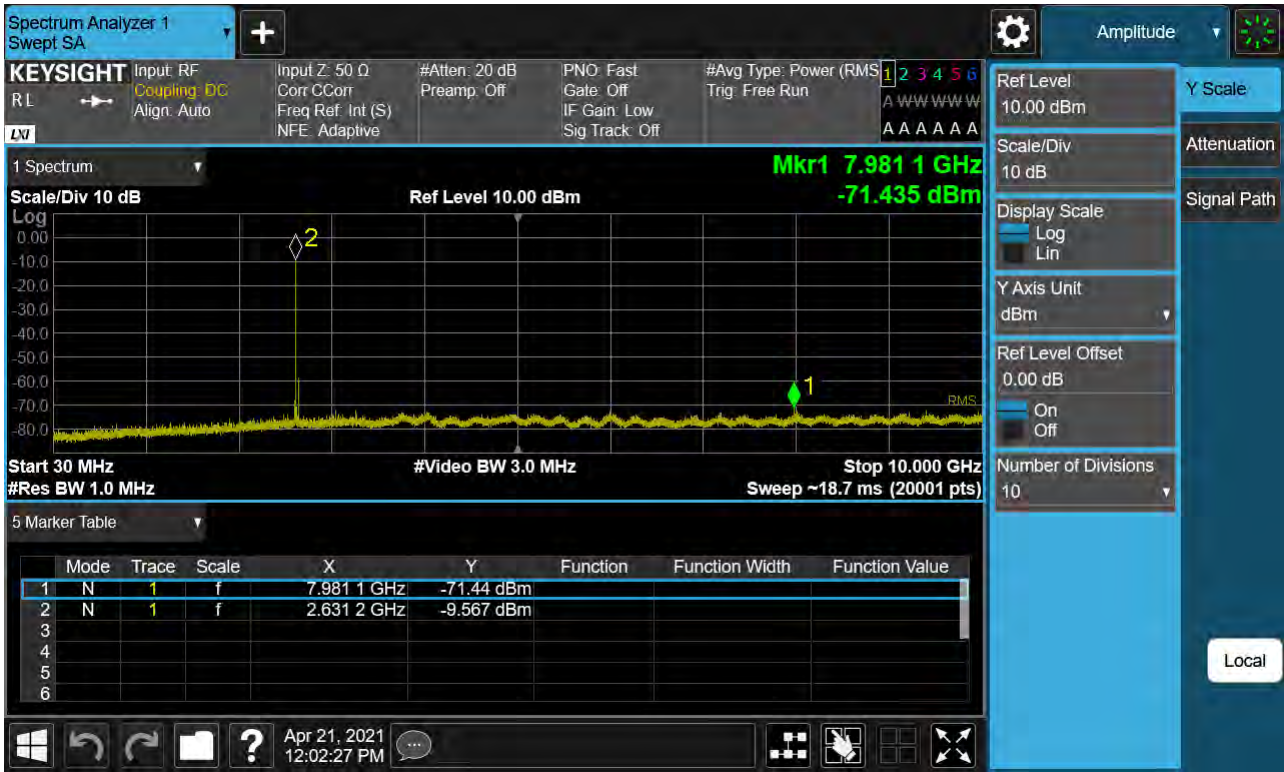 Spectrum Analyzer 1
Swept SA
Amplitude
KEYSIGHT
RL
LXI
Input: RF
Coupling: DC
Align: Auto
Input Z: 50 Ω
Corr CCorr
Freq Ref: Int (S)
NFE: Adaptive
#Atten: 20 dB
Preamp: Off
PNO: Fast
Gate: Off
IF Gain: Low
Sig Track: Off
#Avg Type: Power (RMS
Trig: Free Run
1 2 3 4 5 6
A W W W W W
A A A A A A
1 Spectrum
Mkr1 7.981 1 GHz
Scale/Div 10 dB
Ref Level 10.00 dBm
-71.435 dBm
Log
0.00
-10.0
-20.0
-30.0
-40.0
-50.0
-60.0
-70.0
-80.0
2
1
RMS
Start 30 MHz
#Video BW 3.0 MHz
Stop 10.000 GHz
#Res BW 1.0 MHz
Sweep ~18.7 ms (20001 pts)
5 Marker Table
Mode Trace Scale X Y Function Function Width Function Value
1 N 1 f 7.981 1 GHz -71.44 dBm
2 N 1 f 2.631 2 GHz -9.567 dBm
3
4
5
6
Ref Level
10.00 dBm
Scale/Div
10 dB
Display Scale
Log
Lin
Y Axis Unit
dBm
Ref Level Offset
0.00 dB
On
Off
Number of Divisions
10
Y Scale
Attenuation
Signal Path
Local
?
Apr 21, 2021
12:02:27 PM